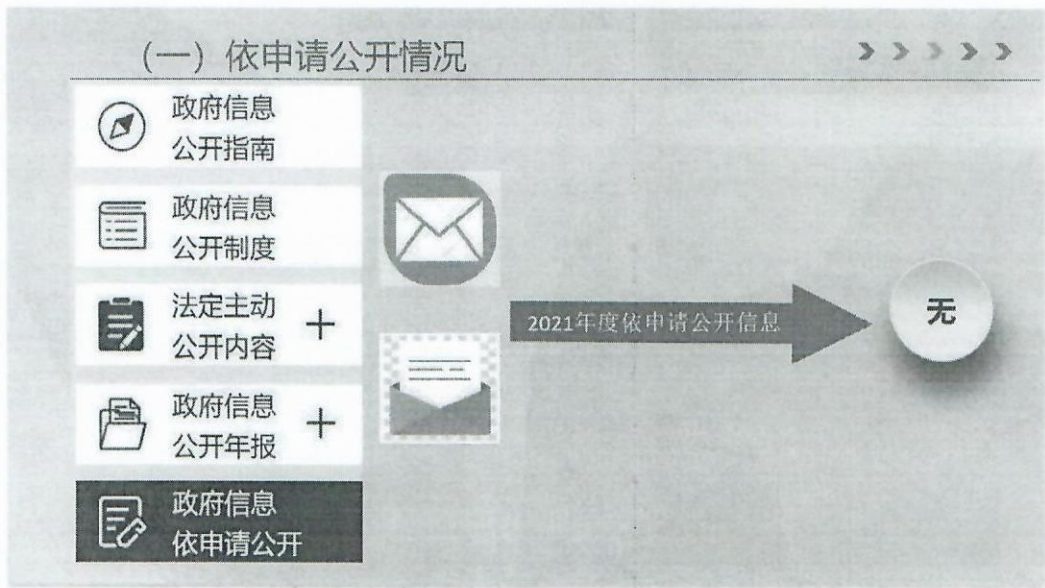 （一）依申请公开情况
政府信息
公开指南
政府信息
公开制度
法定主动
公开内容
政府信息
公开年报
政府信息
依申请公开
2021年度依申请公开信息
无